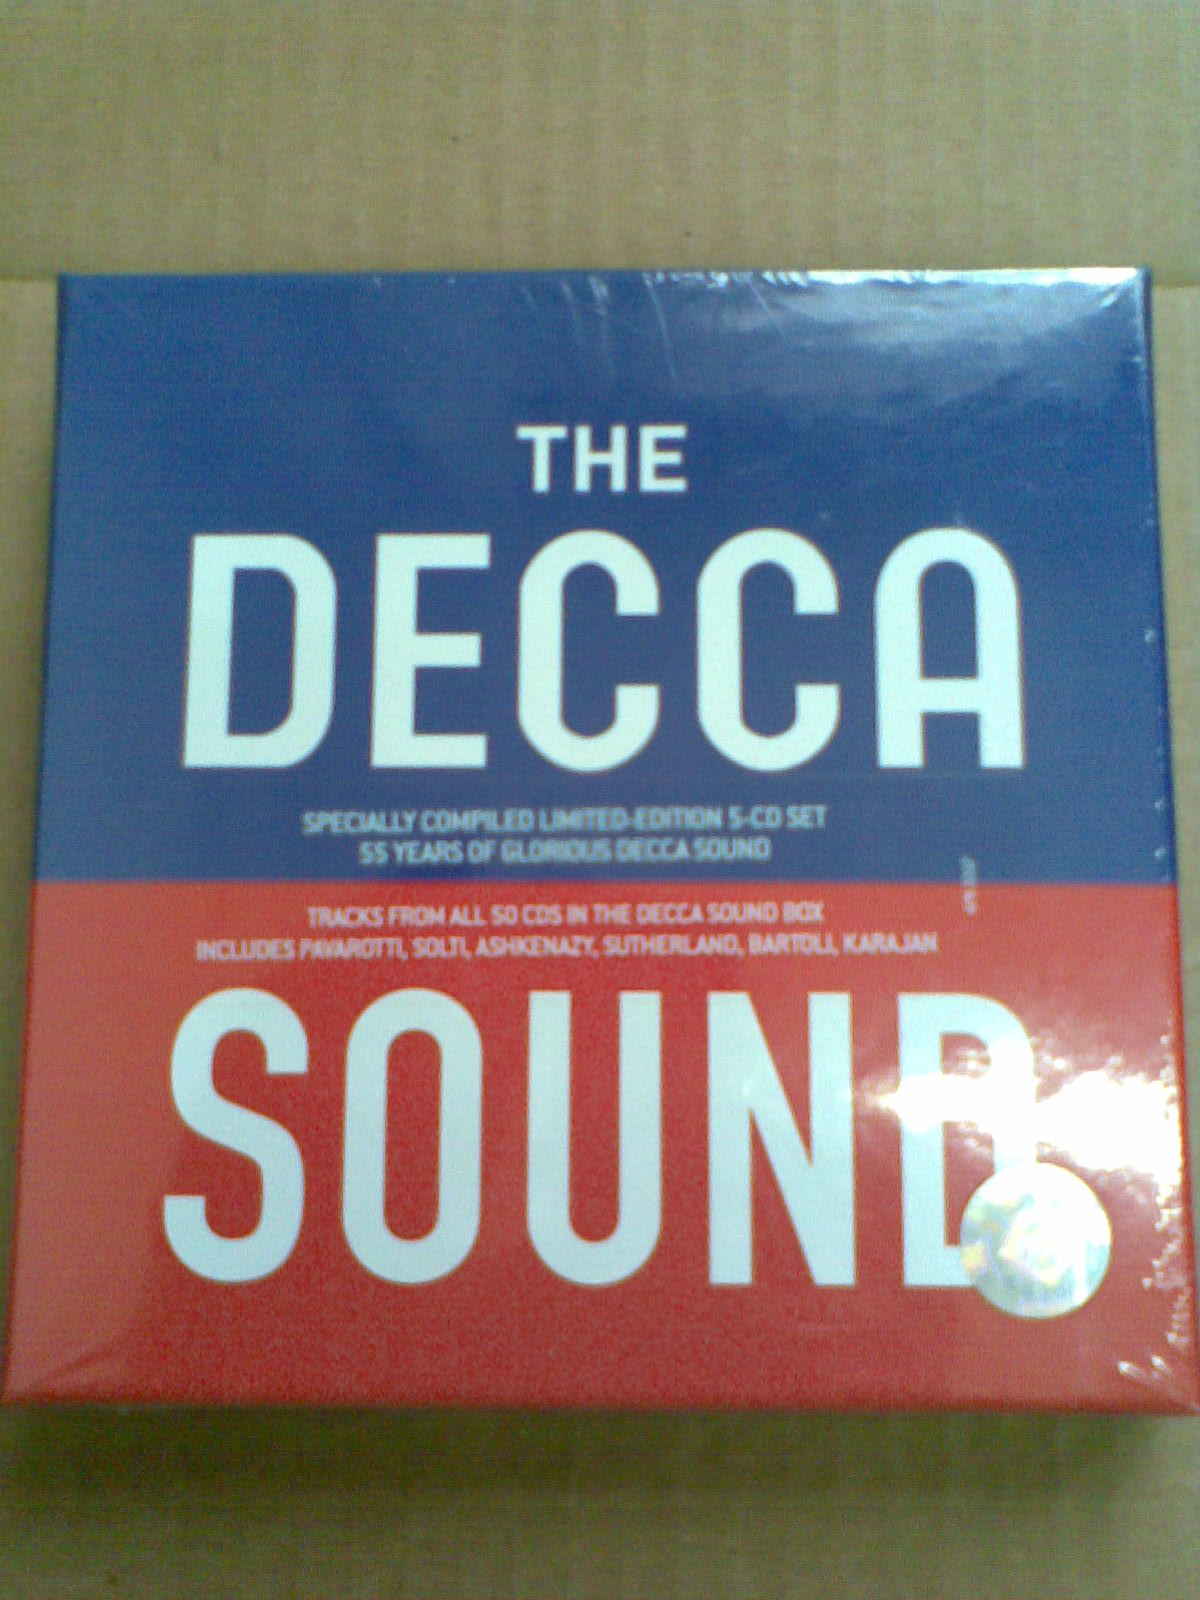 THE
DECCA
SPECIALLY COMPILED LIMITED-EDITION 5-CD SET
55 YEARS OF GLORIOUS DECCA SOUND
TRACKS FROM ALL 50 CDS IN THE DECCA SOUND BOX
INCLUDES PAVAROTTI, SOLTI, ASHKENAZY, SUTHERLAND, BARTOLI, KARAJAN
SOUND